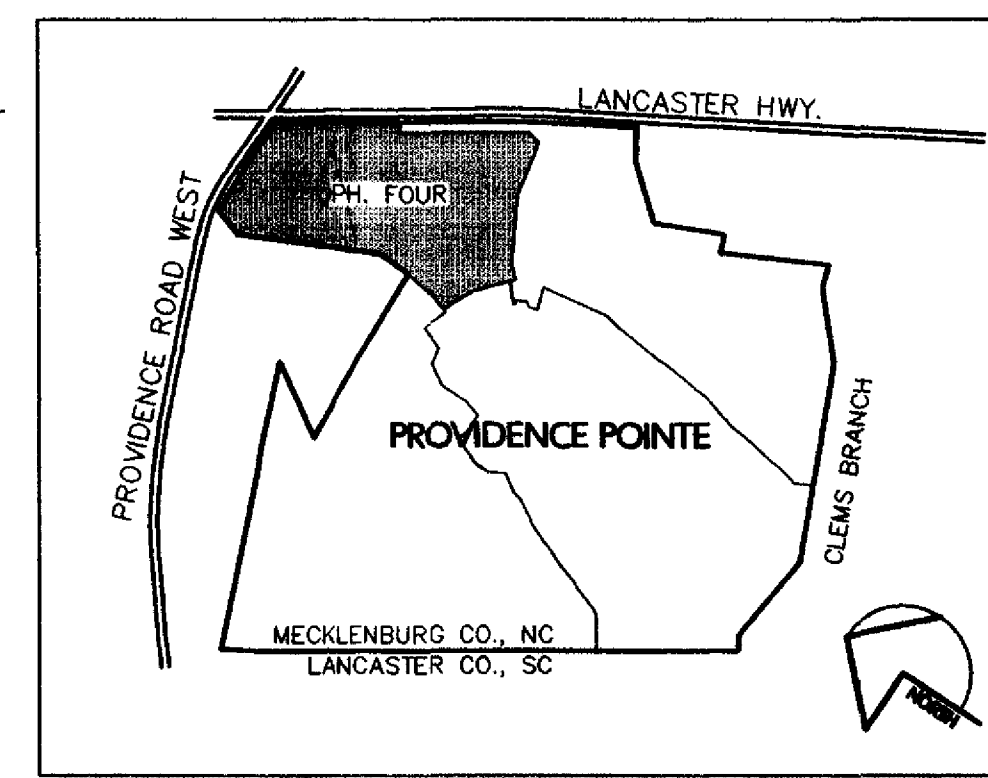 LANCASTER HWY.
PH. FOUR
PROVIDENCE ROAD WEST
PROVIDENCE POINTE
CLEMS BRANCH
MECKLENBURG CO., NC
LANCASTER CO., SC
NORTH